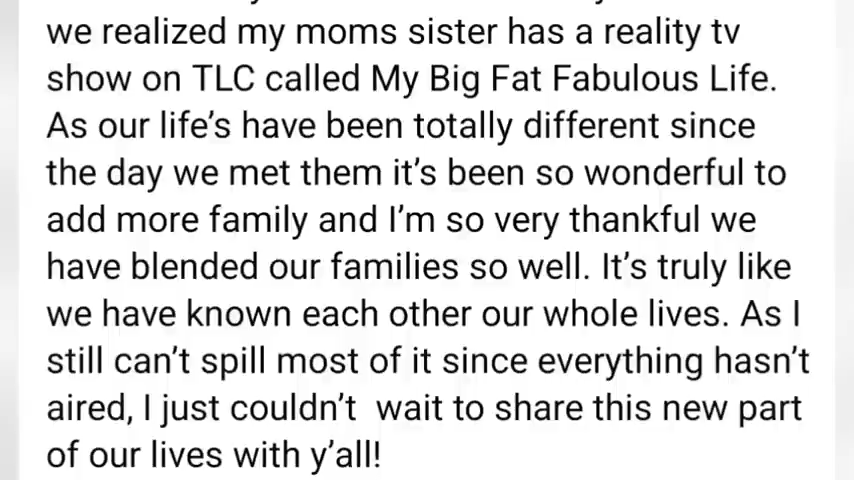 we realized my moms sister has a reality tv
show on TLC called My Big Fat Fabulous Life.
As our life's have been totally different since
the day we met them it's been so wonderful to
add more family and I'm so very thankful we
have blended our families so well. It's truly like
we have known each other our whole lives. As I
still can't spill most of it since everything hasn't
aired, I just couldn't  wait to share this new part
of our lives with y'all!